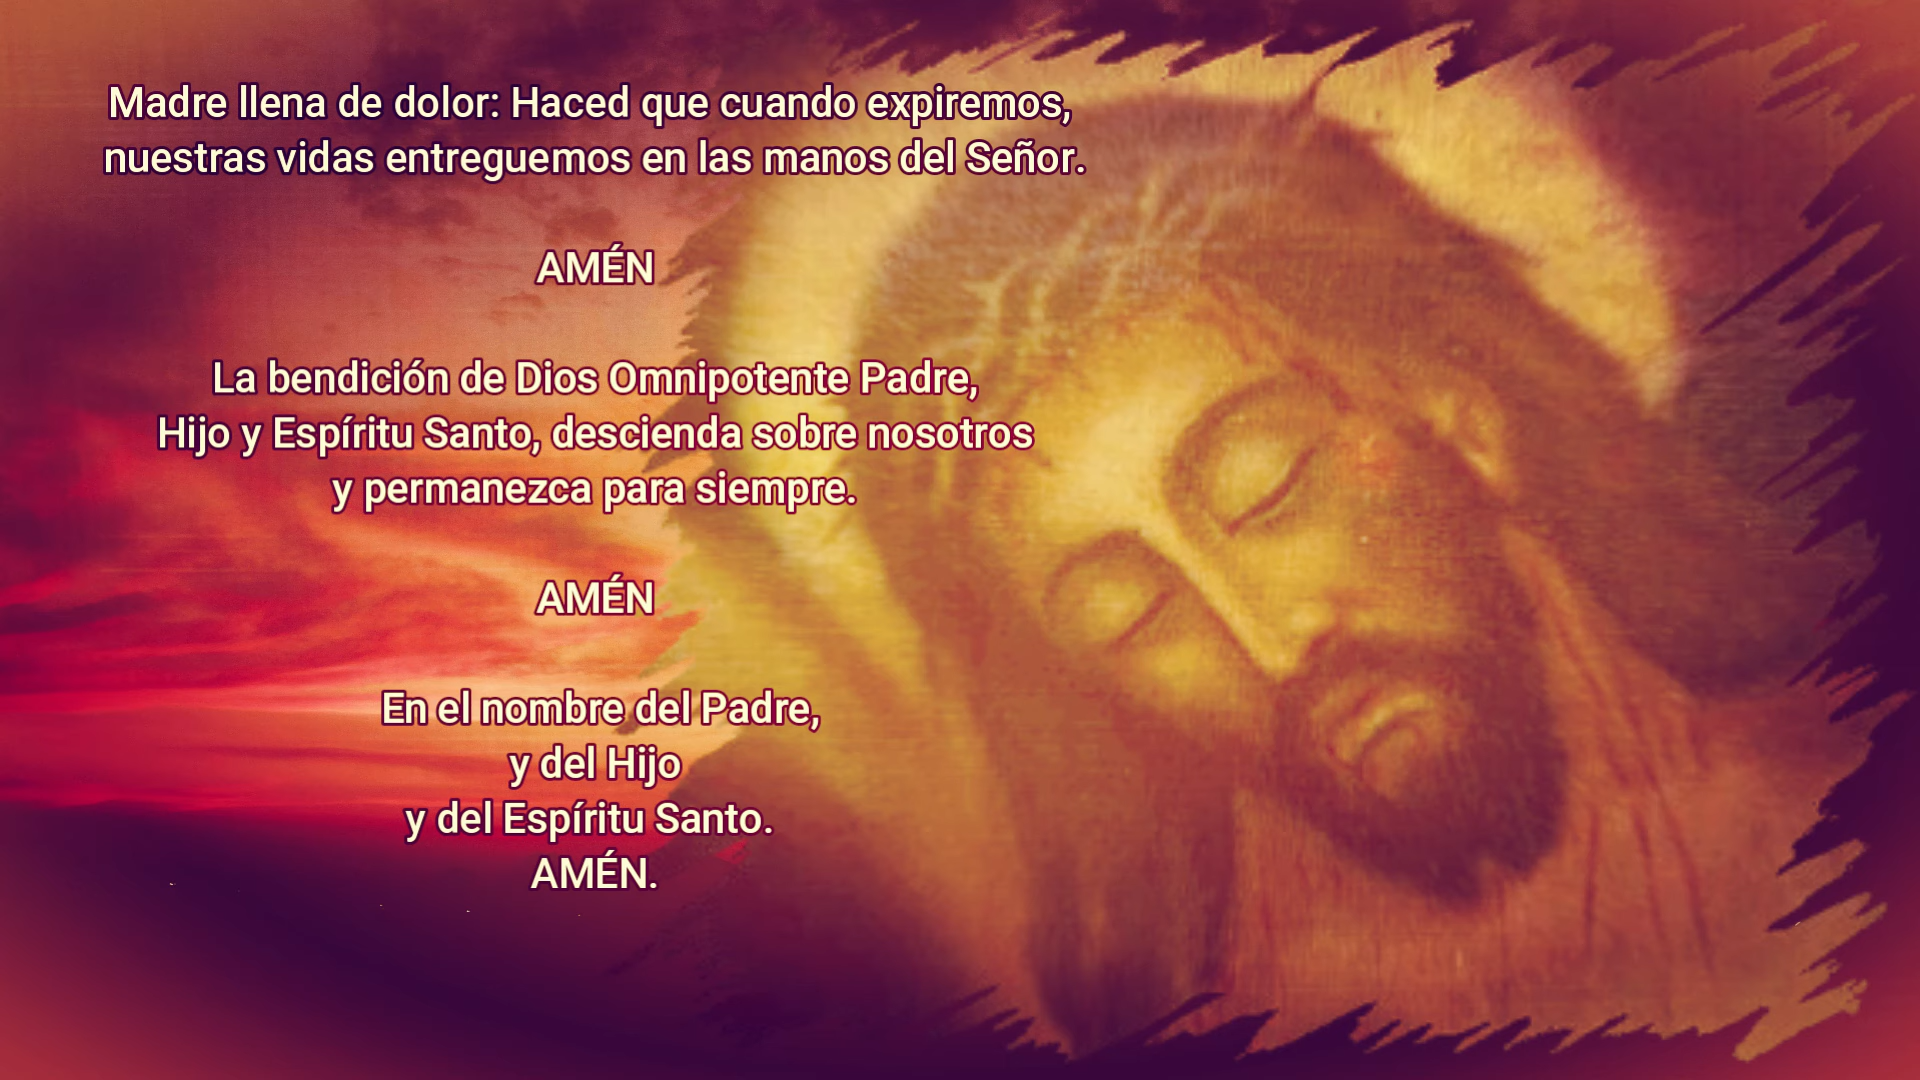 Madre llena de dolor: Haced que cuando expiremos,
nuestras vidas entreguemos en las manos del Señor.
AMÉN
La bendición de Dios Omnipotente Padre,
Hijo y Espíritu Santo, descienda sobre nosotros
y permanezca para siempre.
AMÉN
En el nombre del Padre,
y del Hijo
y del Espíritu Santo.
AMÉN.